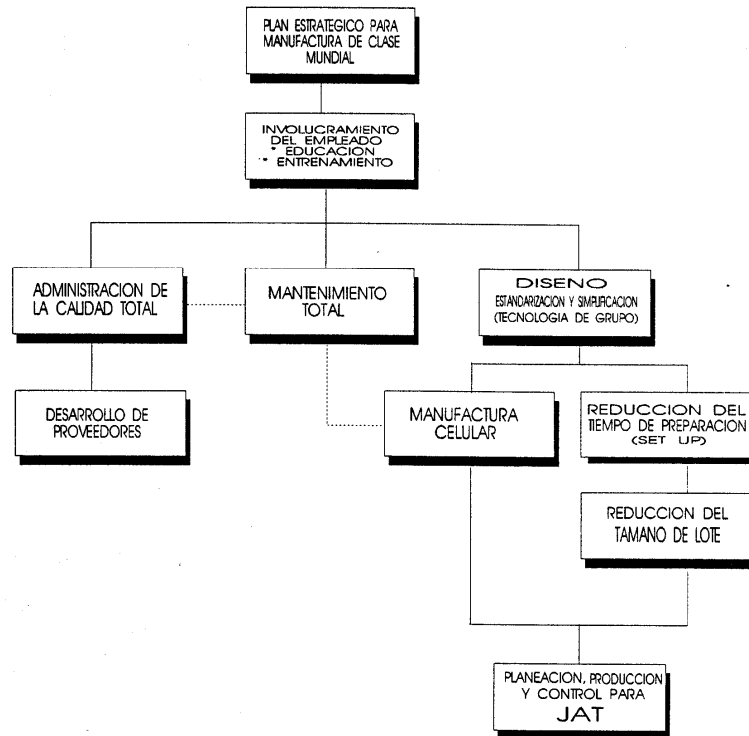 PLAN ESTRATEGICO PARA
MANUFACTURA DE CLASE
MUNDIAL
INVOLUCRAMIENTO
DEL EMPLEADO
* EDUCACION
* ENTRENAMIENTO
ADMINISTRACION DE
LA CALIDAD TOTAL
MANTENIMIENTO
TOTAL
DISENO
ESTANDARIZACION Y SIMPLIFICACION
(TECNOLOGIA DE GRUPO)
DESARROLLO DE
PROVEEDORES
MANUFACTURA
CELULAR
REDUCCION DEL
TIEMPO DE PREPARACION
(SET UP)
REDUCCION DEL
TAMANO DE LOTE
PLANEACION, PRODUCCION
Y CONTROL PARA
JAT